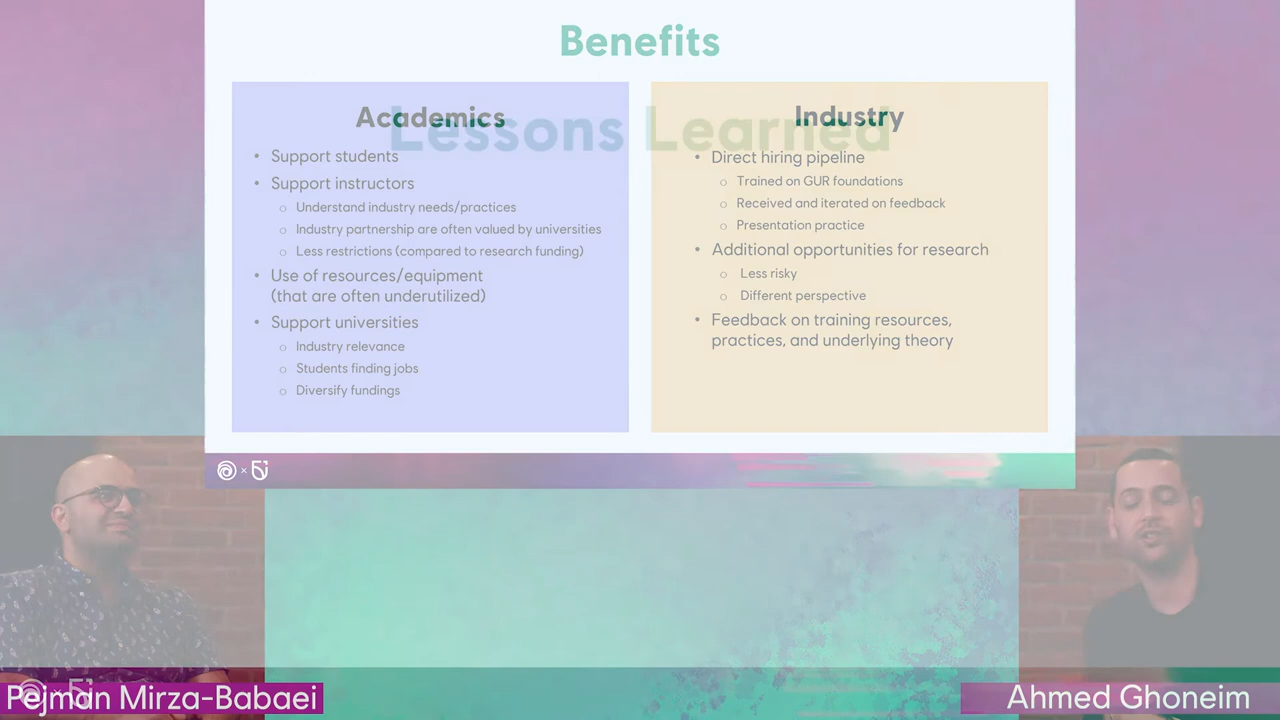 Benefits
Lessons Learned
Academics
• Support students
• Support instructors
○ Understand industry needs/practices
○ Industry partnership are often valued by universities
○ Less restrictions (compared to research funding)
• Use of resources/equipment
(that are often underutilized)
• Support universities
○ Industry relevance
○ Students finding jobs
○ Diversify fundings
Industry
• Direct hiring pipeline
○ Trained on GUR foundations
○ Received and iterated on feedback
○ Presentation practice
• Additional opportunities for research
○ Less risky
○ Different perspective
• Feedback on training resources,
practices, and underlying theory
Pejman Mirza-Babaei
Ahmed Ghoneim